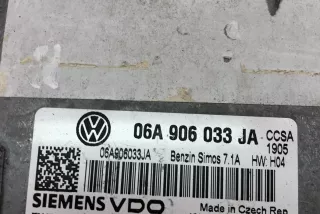 06A 906 033 JA CCSA
1905
06A906033JA Benzin Simos 7.1A HW: H04
SIEMENS VDO Made in Czech Rep